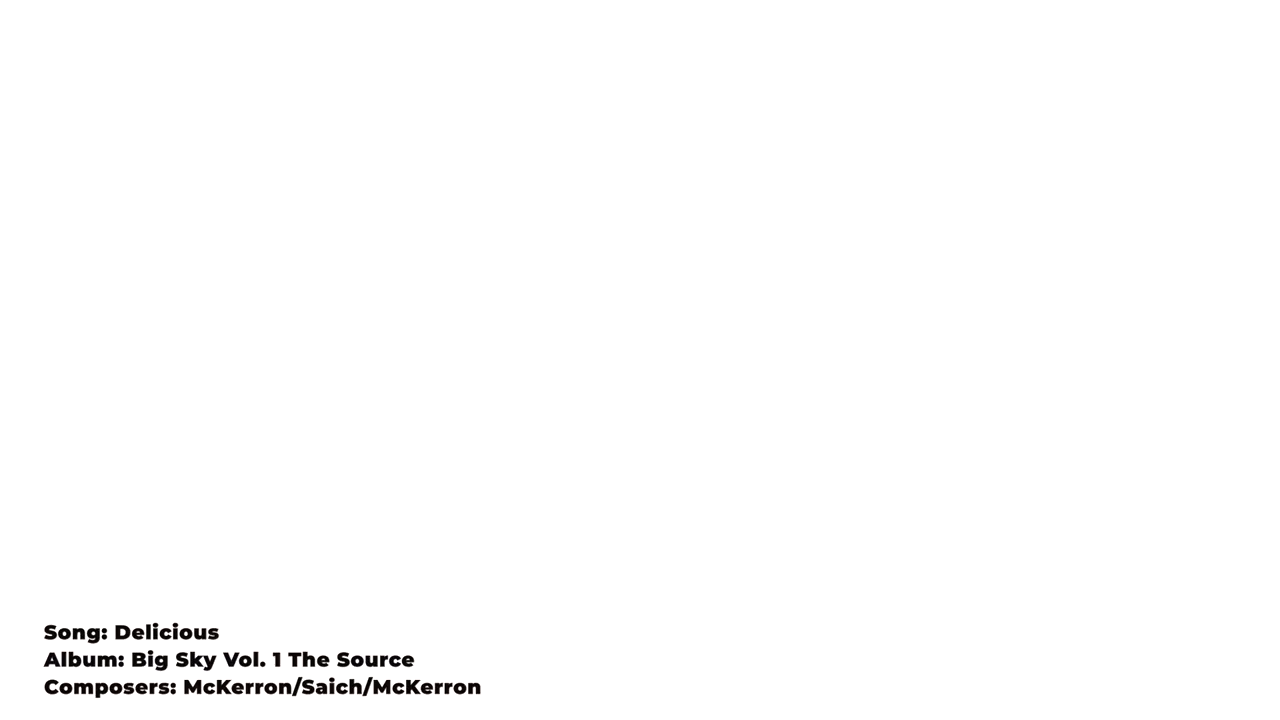 Song: Delicious
Album: Big Sky Vol. 1 The Source
Composers: McKerron/Saich/McKerron